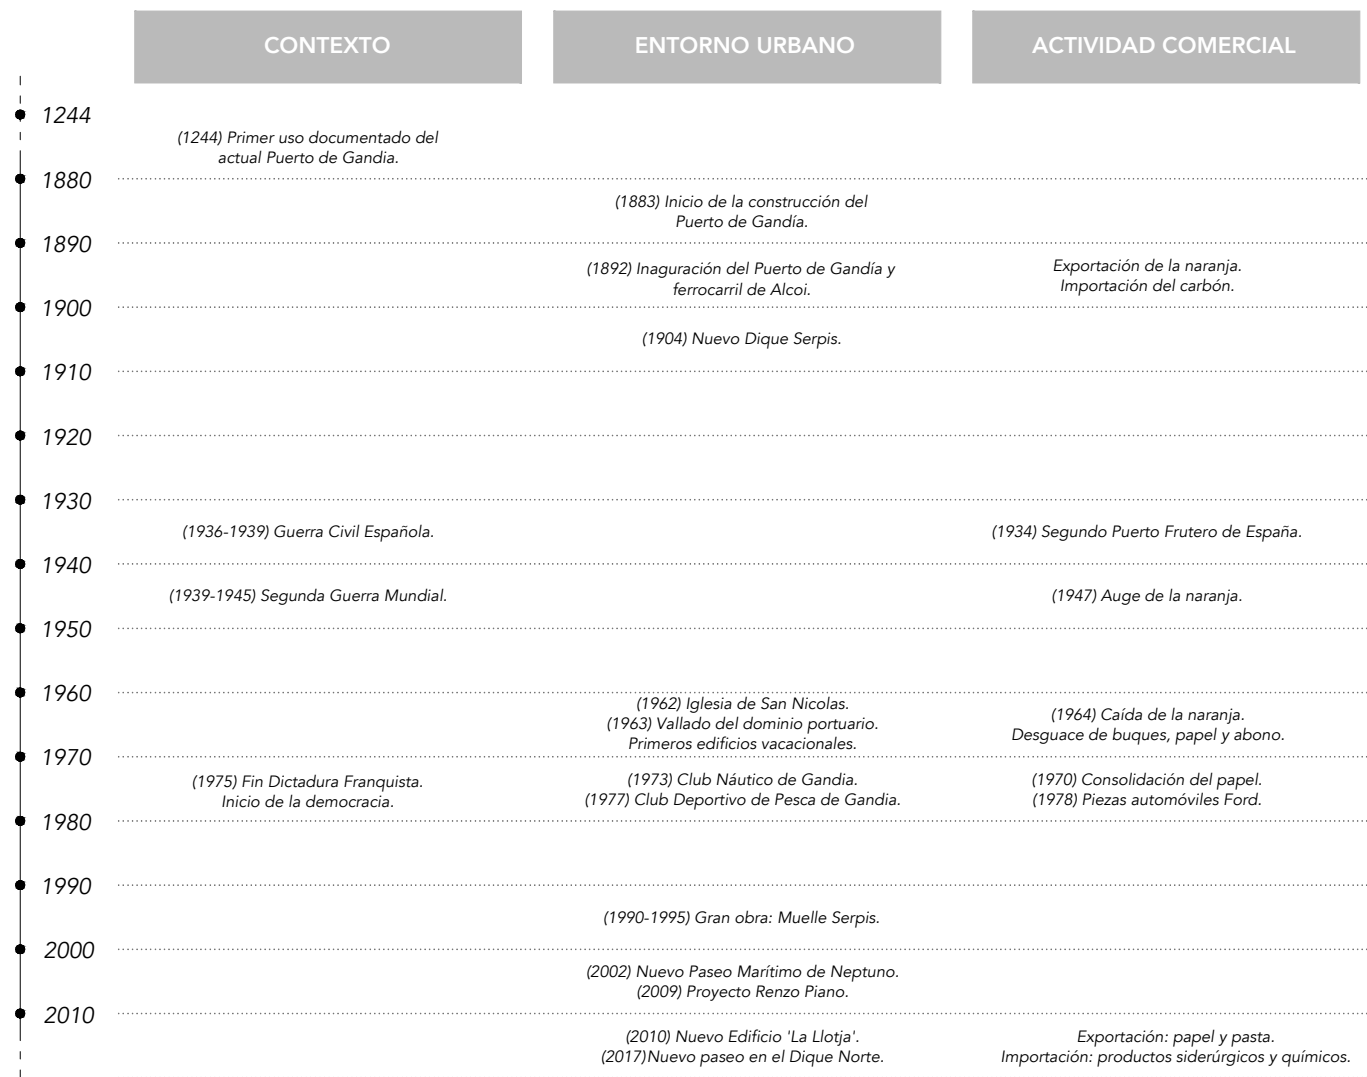 CONTEXTO
ENTORNO URBANO
ACTIVIDAD COMERCIAL
1244
(1244) Primer uso documentado del
actual Puerto de Gandia.
1880
(1883) Inicio de la construcción del
Puerto de Gandía.
1890
(1892) Inaguración del Puerto de Gandía y
ferrocarril de Alcoi.
Exportación de la naranja.
Importación del carbón.
1900
(1904) Nuevo Dique Serpis.
1910
1920
1930
(1936-1939) Guerra Civil Española.
(1934) Segundo Puerto Frutero de España.
1940
(1939-1945) Segunda Guerra Mundial.
(1947) Auge de la naranja.
1950
1960
(1962) Iglesia de San Nicolas.
(1963) Vallado del dominio portuario.
Primeros edificios vacacionales.
(1964) Caída de la naranja.
Desguace de buques, papel y abono.
1970
(1975) Fin Dictadura Franquista.
Inicio de la democracia.
(1973) Club Náutico de Gandia.
(1977) Club Deportivo de Pesca de Gandia.
(1970) Consolidación del papel.
(1978) Piezas automóviles Ford.
1980
1990
(1990-1995) Gran obra: Muelle Serpis.
2000
(2002) Nuevo Paseo Marítimo de Neptuno.
(2009) Proyecto Renzo Piano.
2010
(2010) Nuevo Edificio 'La Llotja'.
(2017)Nuevo paseo en el Dique Norte.
Exportación: papel y pasta.
Importación: productos siderúrgicos y químicos.